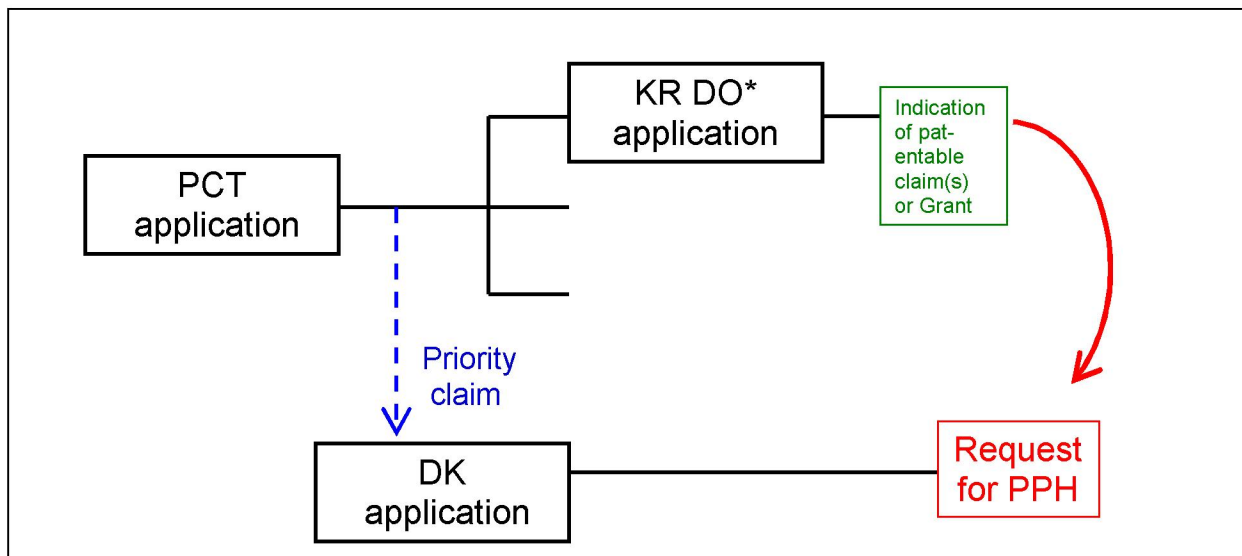 KR DO*
application
Indication
of pat-
entable
claim(s)
or Grant
PCT
application
Priority
claim
DK
application
Request
for PPH